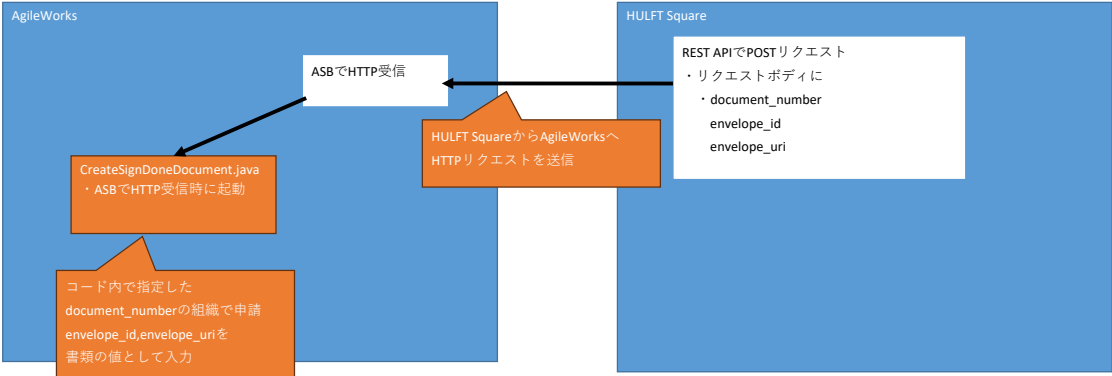 AgileWorks
ASBでHTTP受信
CreateSignDoneDocument.java
・ASBでHTTP受信時に起動
コード内で指定した
document_numberの組織で申請
envelope_id,envelope_uriを
書類の値として入力
HULFT SquareからAgileWorksへ
HTTPリクエストを送信
HULFT Square
REST APIでPOSTリクエスト
・リクエストボディに
・document_number
envelope_id
envelope_uri